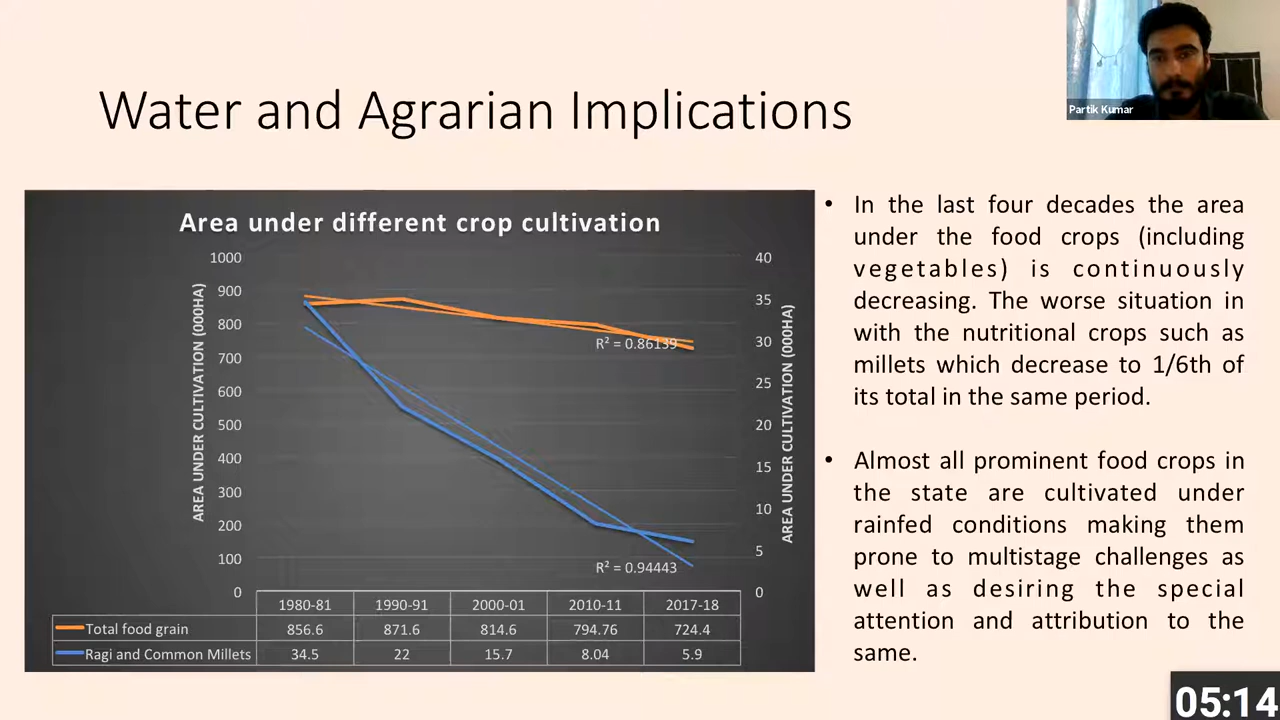 Partik Kumar
Water and Agrarian Implications
Area under different crop cultivation
AREA UNDER CULTIVATION (000HA)
1000
900
800
700
600
500
400
300
200
100
0
40
35
30
25
20
15
10
5
0
AREA UNDER CULTIVATION (000HA)
R² = 0.86139
R² = 0.94443
1980-81 1990-91 2000-01 2010-11 2017-18
Total food grain 856.6 871.6 814.6 794.76 724.4
Ragi and Common Millets 34.5 22 15.7 8.04 5.9
• In the last four decades the area
under the food crops (including
vegetables) is continuously
decreasing. The worse situation in
with the nutritional crops such as
millets which decrease to 1/6th of
its total in the same period.
• Almost all prominent food crops in
the state are cultivated under
rainfed conditions making them
prone to multistage challenges as
well as desiring the special
attention and attribution to the
same.
05:14